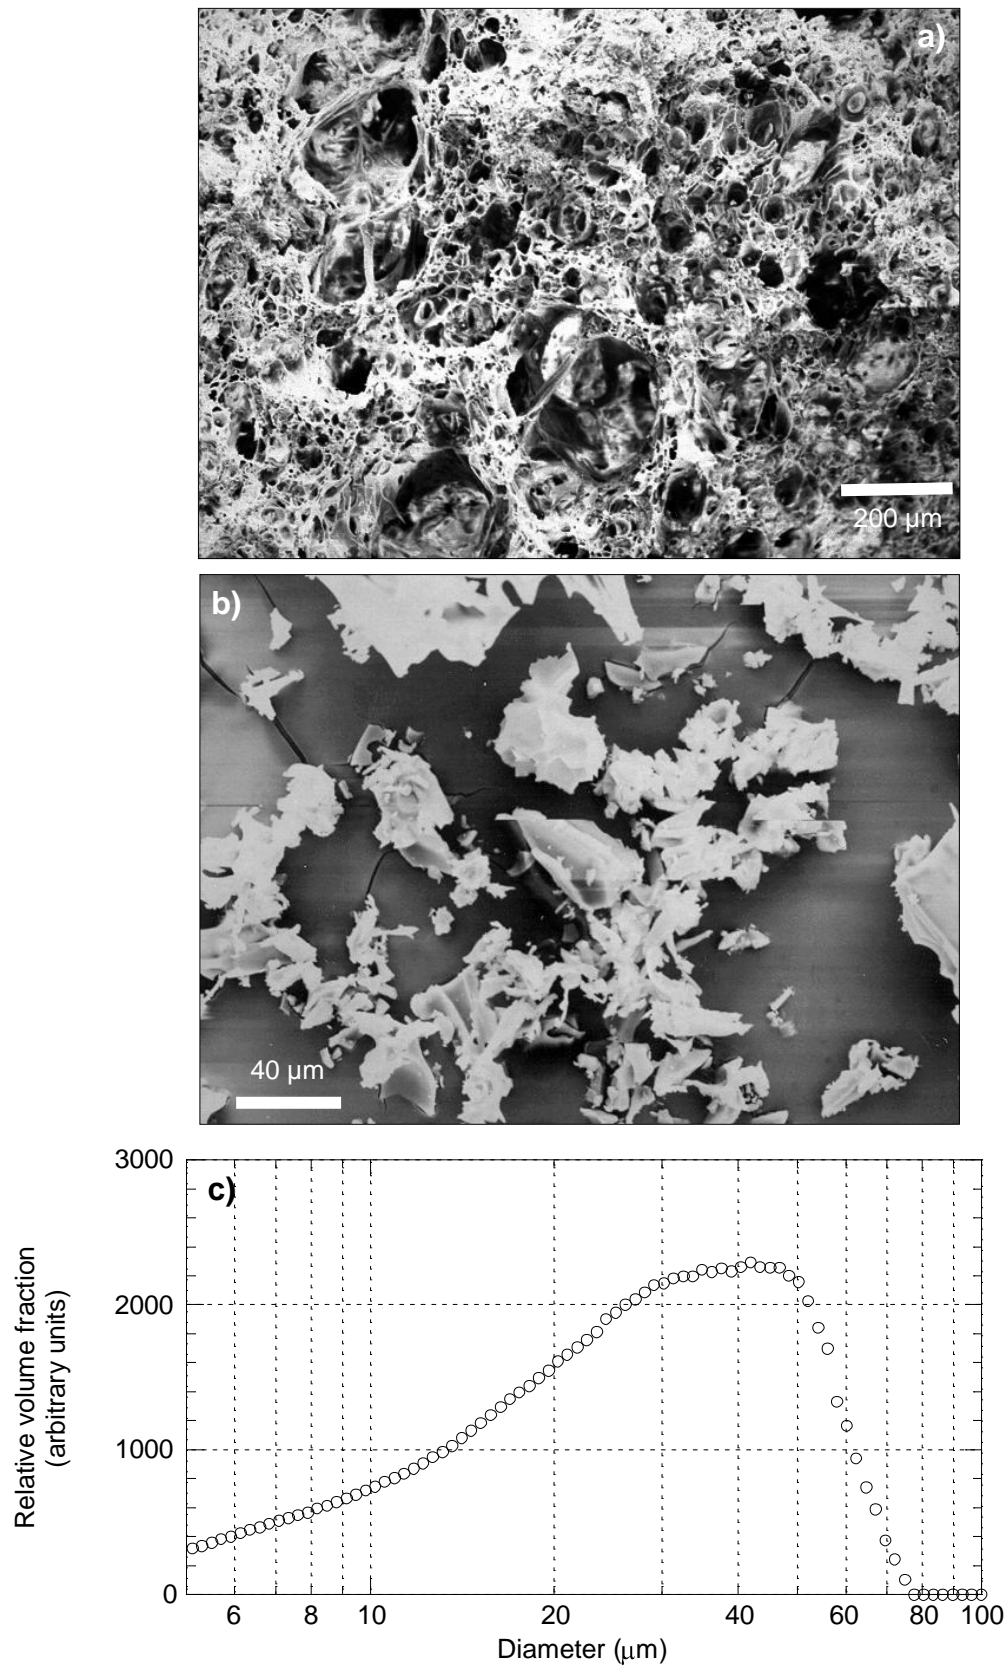 a)
200 µm
b)
40 µm
c)
3000
2000
1000
0
Relative volume fraction
(arbitrary units)
6 8 10 20 40 60 80 100
Diameter (µm)